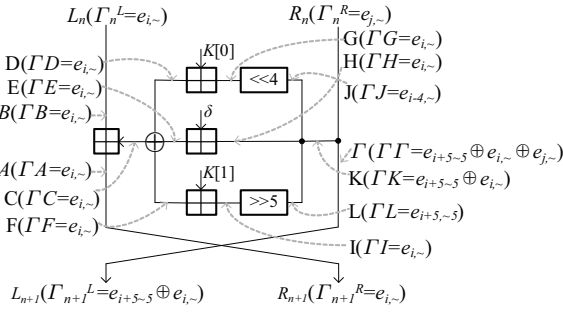 Lₙ(Γₙᴸ=eᵢ,~) Rₙ(Γₙᴿ=eⱼ,~)
K[0]
G(ΓG=eᵢ,~)
D(ΓD=eᵢ,~)
H(ΓH=eᵢ,~)
E(ΓE=eᵢ,~)
<<4
J(ΓJ=eᵢ₋₄,~)
B(ΓB=eᵢ,~)
δ
Γ(ΓΓ=eᵢ₊₅~₅⊕eᵢ,~⊕eⱼ,~)
A(ΓA=eᵢ,~)
K[1]
K(ΓK=eᵢ₊₅~₅⊕eᵢ,~)
C(ΓC=eᵢ,~)
>>5
L(ΓL=eᵢ₊₅,~₅)
F(ΓF=eᵢ,~)
I(ΓI=eᵢ,~)
Lₙ₊₁(Γₙ₊₁ᴸ=eᵢ₊₅~₅⊕eᵢ,~) Rₙ₊₁(Γₙ₊₁ᴿ=eᵢ,~)